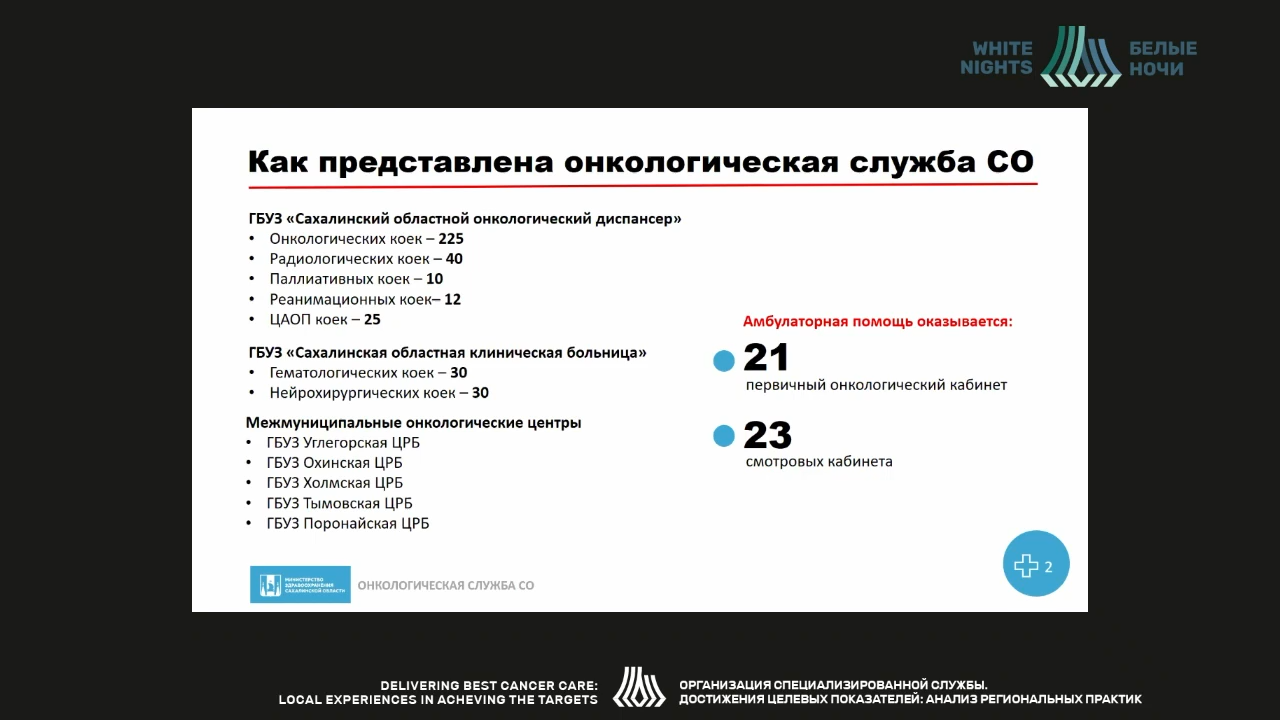 WHITE
NIGHTS
БЕЛЫЕ
НОЧИ
Как представлена онкологическая служба СО
ГБУЗ «Сахалинский областной онкологический диспансер»
• Онкологических коек – 225
• Радиологических коек – 40
• Паллиативных коек – 10
• Реанимационных коек– 12
• ЦАОП коек – 25
ГБУЗ «Сахалинская областная клиническая больница»
• Гематологических коек – 30
• Нейрохирургических коек – 30
Межмуниципальные онкологические центры
• ГБУЗ Углегорская ЦРБ
• ГБУЗ Охинская ЦРБ
• ГБУЗ Холмская ЦРБ
• ГБУЗ Тымовская ЦРБ
• ГБУЗ Поронайская ЦРБ
Амбулаторная помощь оказывается:
21
первичный онкологический кабинет
23
смотровых кабинета
МИНИСТЕРСТВО
ЗДРАВООХРАНЕНИЯ
САХАЛИНСКОЙ ОБЛАСТИ
ОНКОЛОГИЧЕСКАЯ СЛУЖБА СО
2
DELIVERING BEST CANCER CARE:
LOCAL EXPERIENCES IN ACHEVING THE TARGETS
ОРГАНИЗАЦИЯ СПЕЦИАЛИЗИРОВАННОЙ СЛУЖБЫ.
ДОСТИЖЕНИЯ ЦЕЛЕВЫХ ПОКАЗАТЕЛЕЙ: АНАЛИЗ РЕГИОНАЛЬНЫХ ПРАКТИК